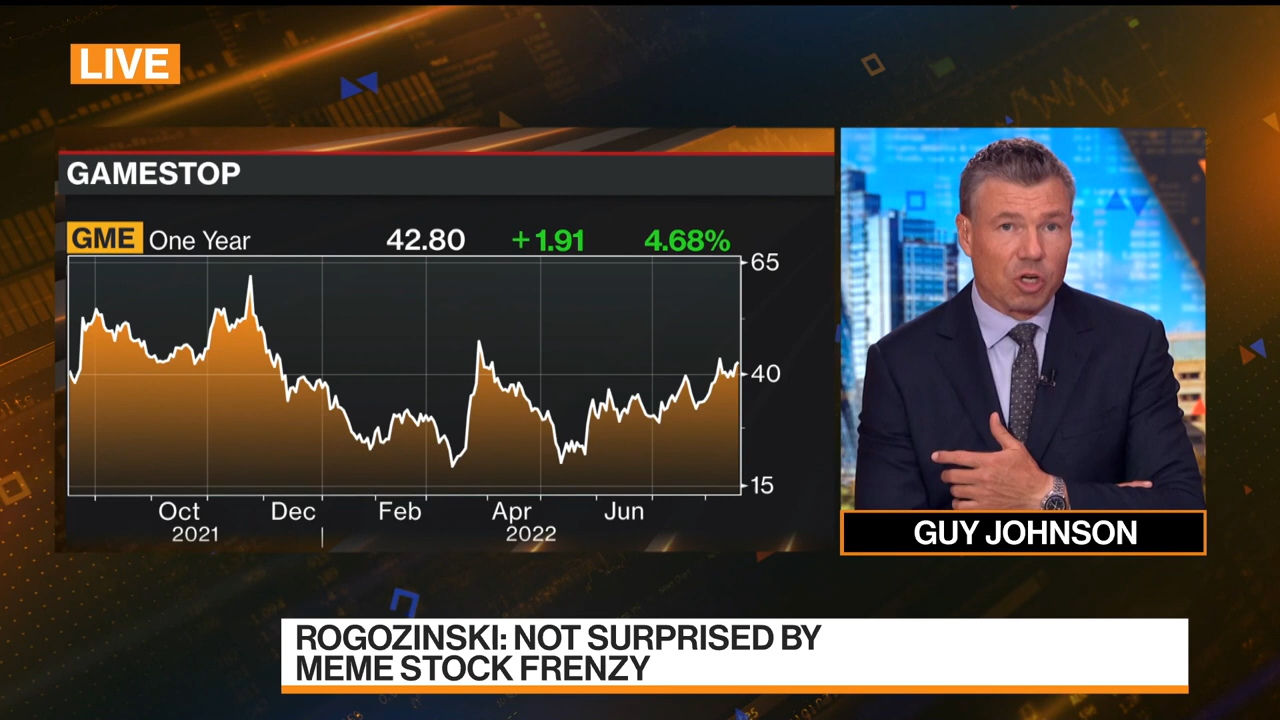 LIVE
GAMESTOP
GME One Year 42.80 +1.91 4.68%
65
40
15
Oct Dec Feb Apr Jun
2021 2022
GUY JOHNSON
ROGOZINSKI: NOT SURPRISED BY
MEME STOCK FRENZY